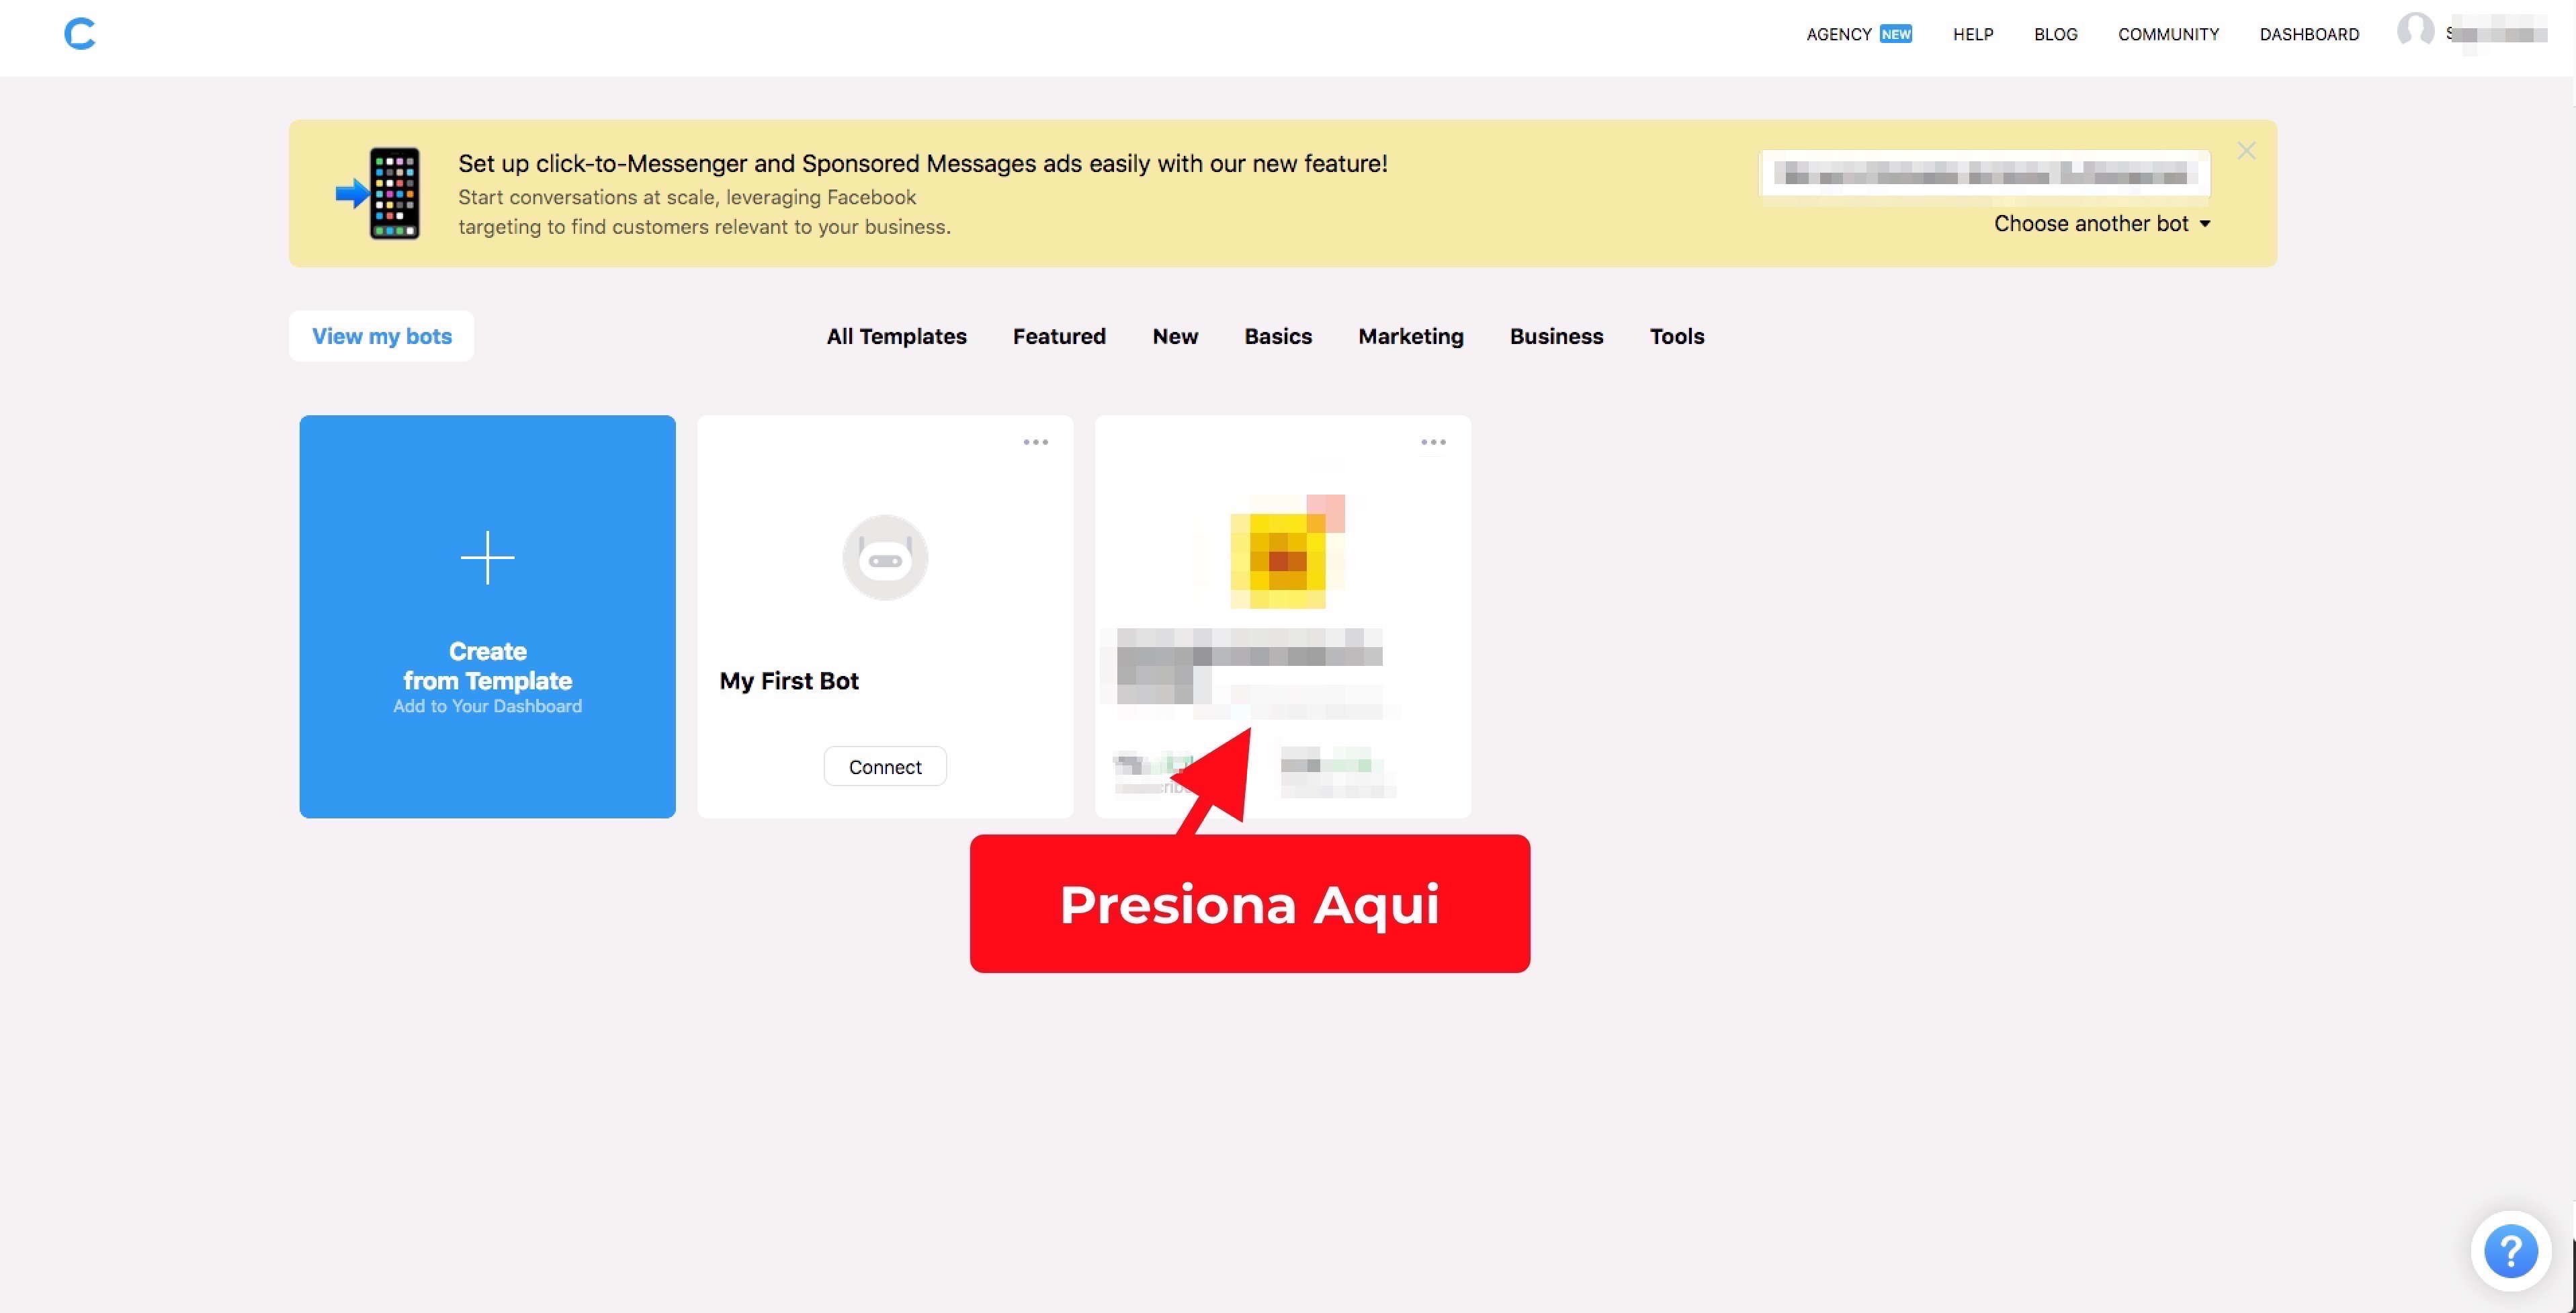 AGENCY NEW HELP BLOG COMMUNITY DASHBOARD
Set up click-to-Messenger and Sponsored Messages ads easily with our new feature!
Start conversations at scale, leveraging Facebook
targeting to find customers relevant to your business.
Choose another bot
View my bots
All Templates Featured New Basics Marketing Business Tools
Create
from Template
Add to Your Dashboard
My First Bot
Connect
Presiona Aqui